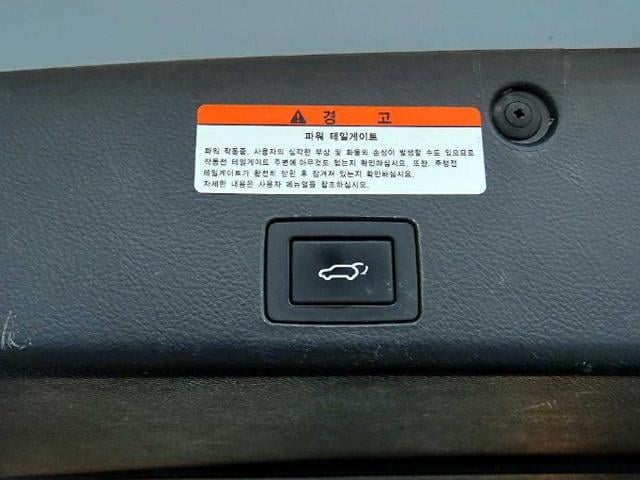 경 고
파워 테일게이트
파워 작동중, 사용자의 심각한 부상 및 화물의 손상이 발생할 수도 있으므로
작동전 테일게이트 주변에 아무것도 없는지 확인하십시요. 또한, 주행전
테일게이트가 완전히 닫힌 후 잠겨져 있는지 확인하십시요.
자세한 내용은 사용자 메뉴얼을 참조하십시요.